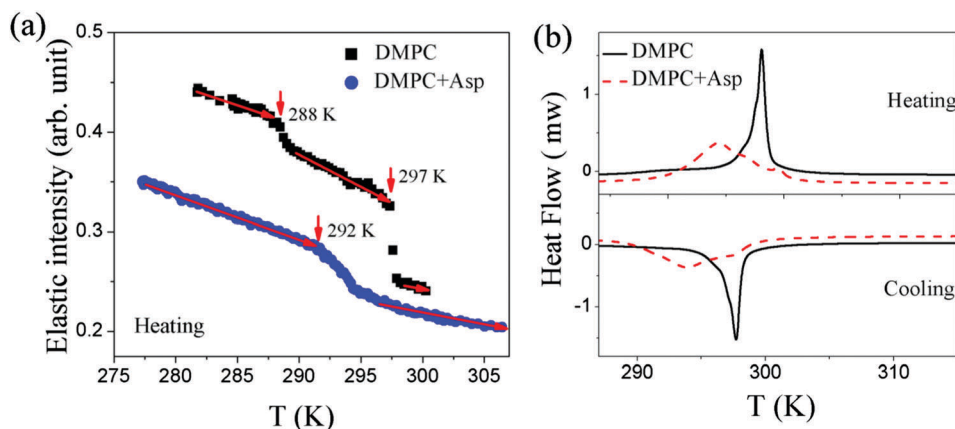 (a)
0.5
0.4
0.3
0.2
Elastic intensity (arb. unit)
DMPC
DMPC+Asp
288 K
297 K
292 K
Heating
275 280 285 290 295 300 305
T (K)
(b)
1
0
0
-1
Heat Flow ( mw)
DMPC
DMPC+Asp
Heating
Cooling
290 300 310
T (K)